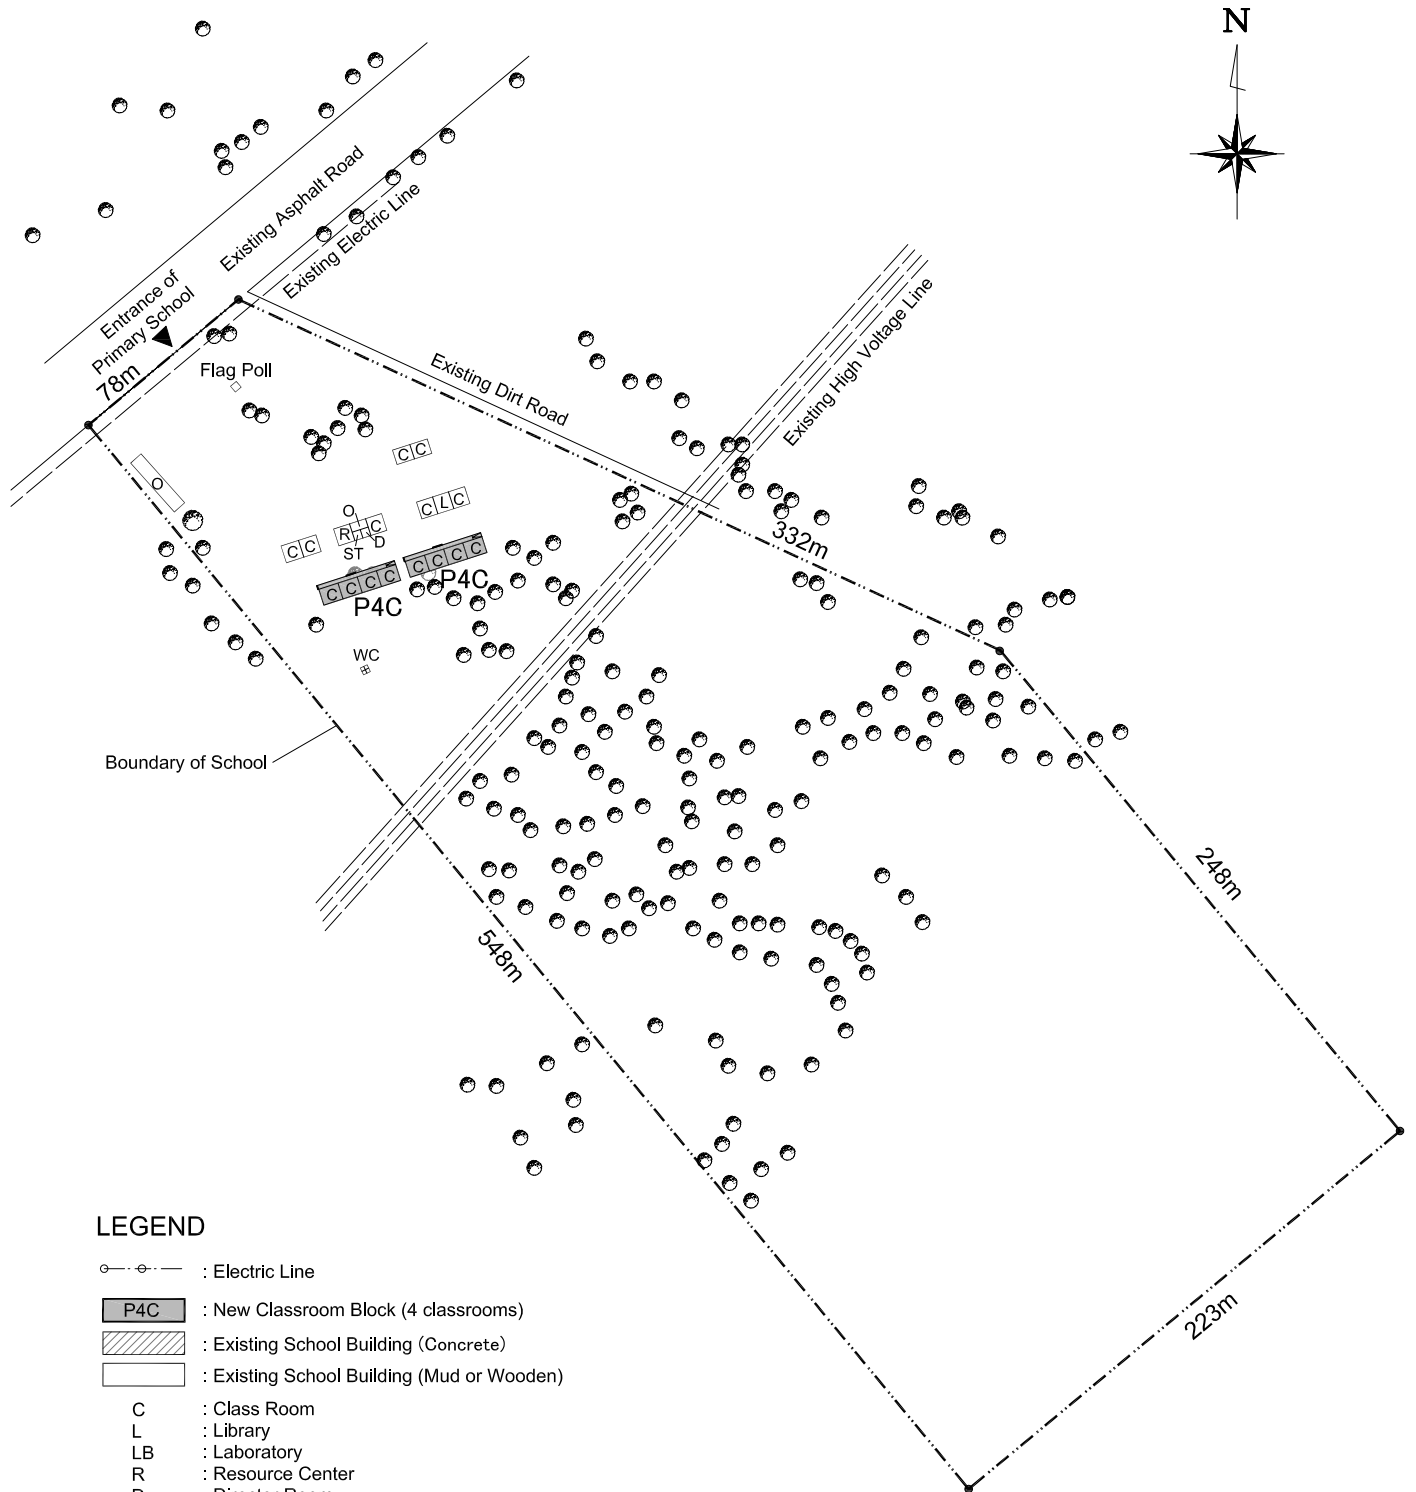 N
Existing Asphalt Road
Existing Electric Line
Entrance of
Primary School
78m
Flag Poll
Existing Dirt Road
Existing High Voltage Line
C C
O
C L C
O
R C
C C
ST D
332m
C C C C
P4C
C C C C
P4C
WC
Boundary of School
248m
548m
223m
LEGEND
: Electric Line
P4C : New Classroom Block (4 classrooms)
: Existing School Building (Concrete)
: Existing School Building (Mud or Wooden)
C : Class Room
L : Library
LB : Laboratory
R : Resource Center